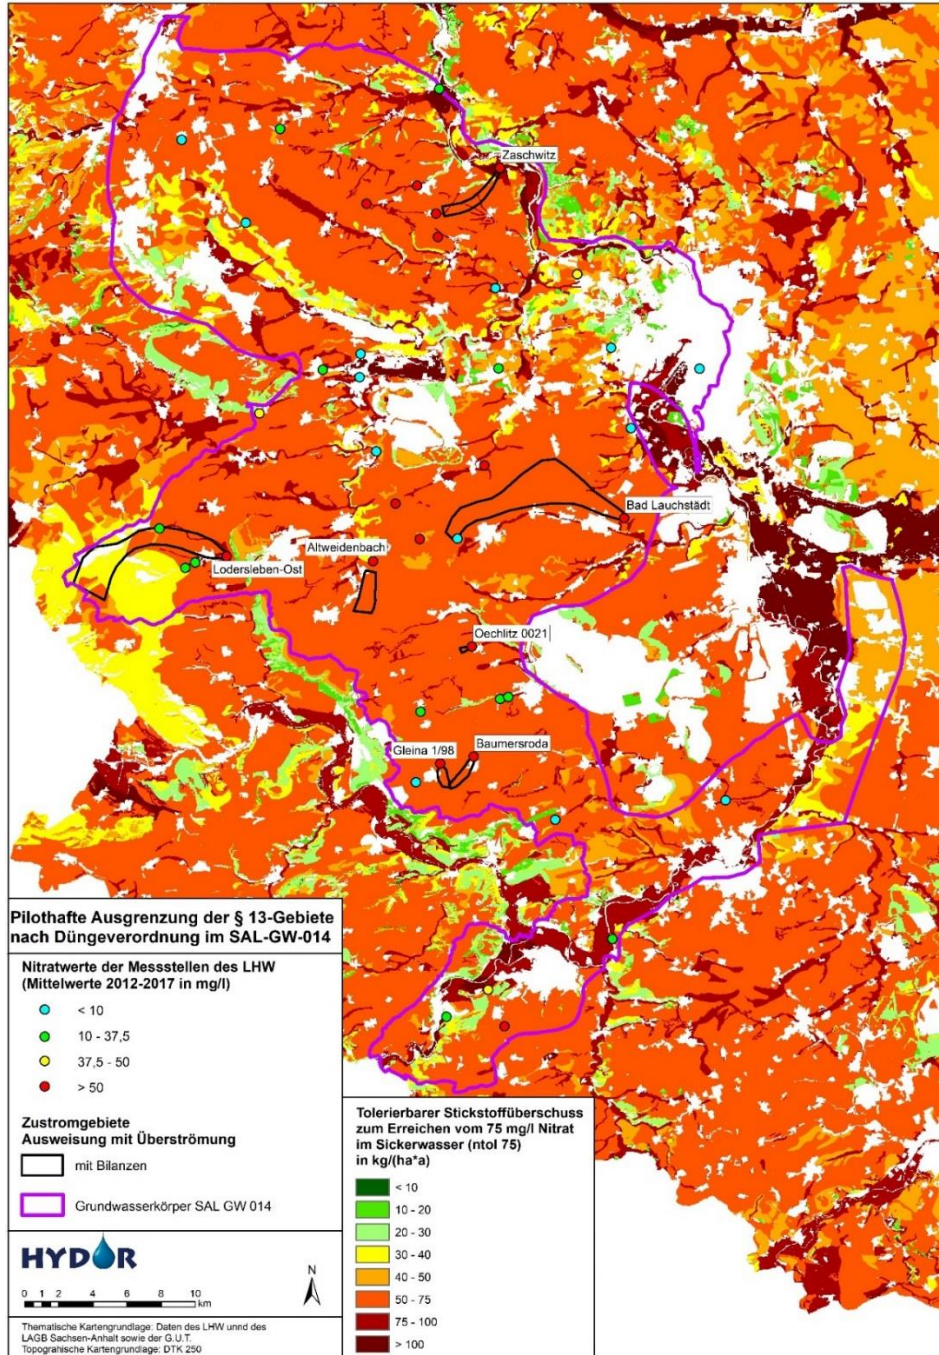 Zaschwitz
Bad Lauchstädt
Altweidenbach
Lodersleben-Ost
Oechlitz 0021
Gleina 1/98
Baumersroda
Pilothafte Ausgrenzung der § 13-Gebiete
nach Düngeverordnung im SAL-GW-014
Nitratwerte der Messstellen des LHW
(Mittelwerte 2012-2017 in mg/l)
< 10
10 - 37,5
37,5 - 50
> 50
Zustromgebiete
Ausweisung mit Überströmung
mit Bilanzen
Grundwasserkörper SAL GW 014
HYDOR
N
0 1 2 4 6 8 10
km
Thematische Kartengrundlage: Daten des LHW unnd des
LAGB Sachsen-Anhalt sowie der G.U.T.
Topograhische Kartengrundlage: DTK 250
Tolerierbarer Stickstoffüberschuss
zum Erreichen vom 75 mg/l Nitrat
im Sickerwasser (ntol 75)
in kg/(ha*a)
< 10
10 - 20
20 - 30
30 - 40
40 - 50
50 - 75
75 - 100
> 100